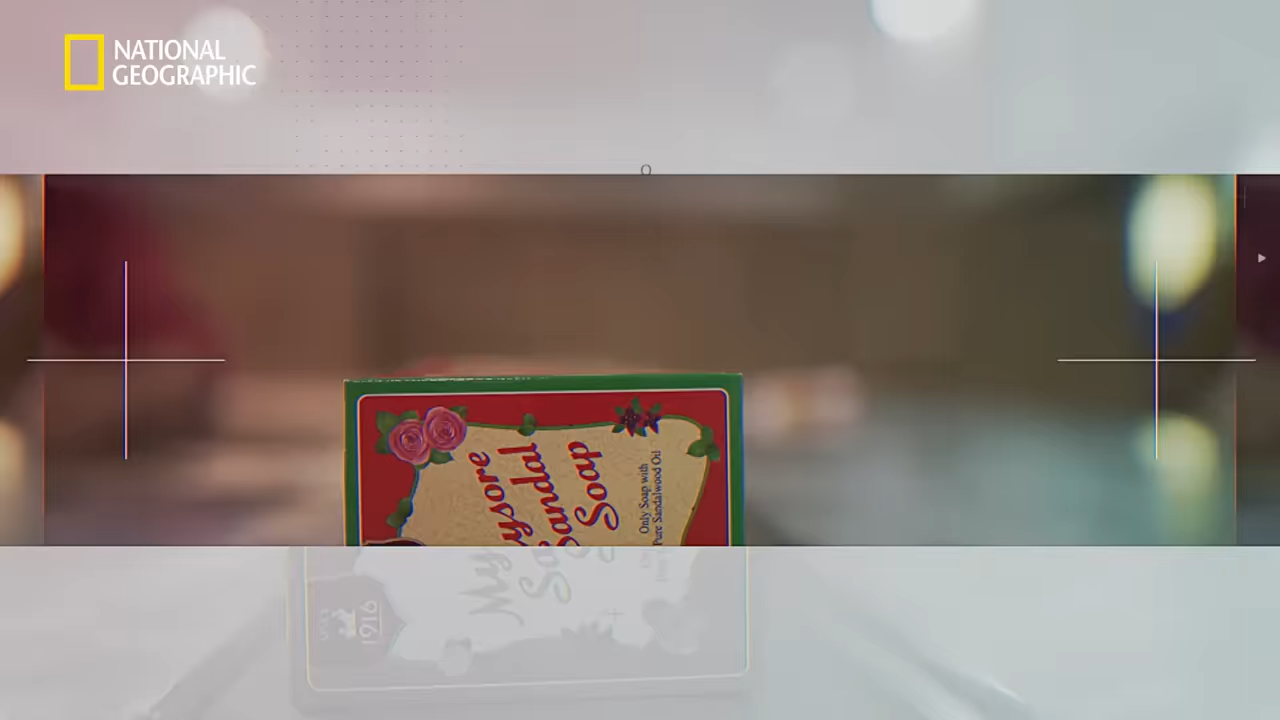 NATIONAL
GEOGRAPHIC
Mysore
Sandal
Soap
Only Soap with
Pure Sandalwood Oil
1916